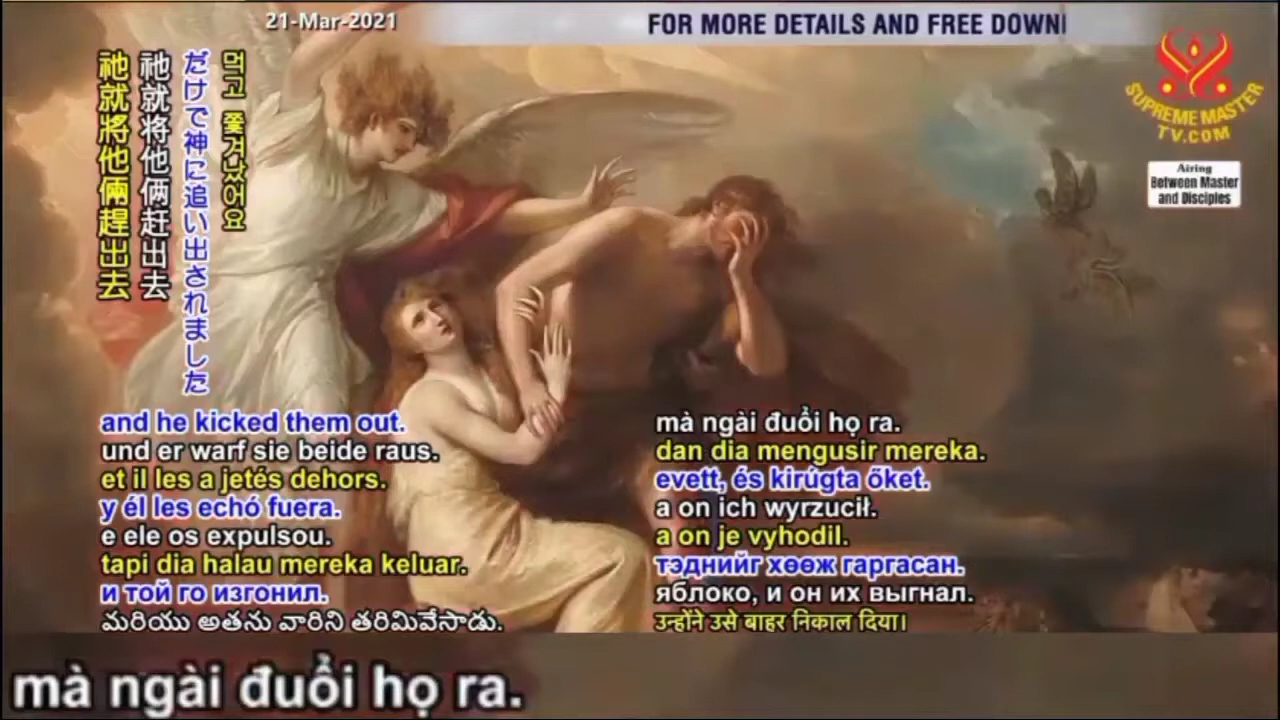 21-Mar-2021
FOR MORE DETAILS AND FREE DOWN
SUPREME MASTER
TV.COM
Airing
Between Master
and Disciples
먹고 쫓겨났어요
だけで神に追い出されました
祂就将他俩赶出去
祂就將他倆趕出去
and he kicked them out.
und er warf sie beide raus.
et il les a jetés dehors.
y él les echó fuera.
e ele os expulsou.
tapi dia halau mereka keluar.
и той го изгонил.
మరియు అతను వారిని తరిమివేసాడు.
mà ngài đuổi họ ra.
dan dia mengusir mereka.
evett, és kirúgta őket.
a on ich wyrzucił.
a on je vyhodil.
тэднийг хөөж гаргасан.
яблоко, и он их выгнал.
उन्होंने उसे बाहर निकाल दिया।
mà ngài đuổi họ ra.